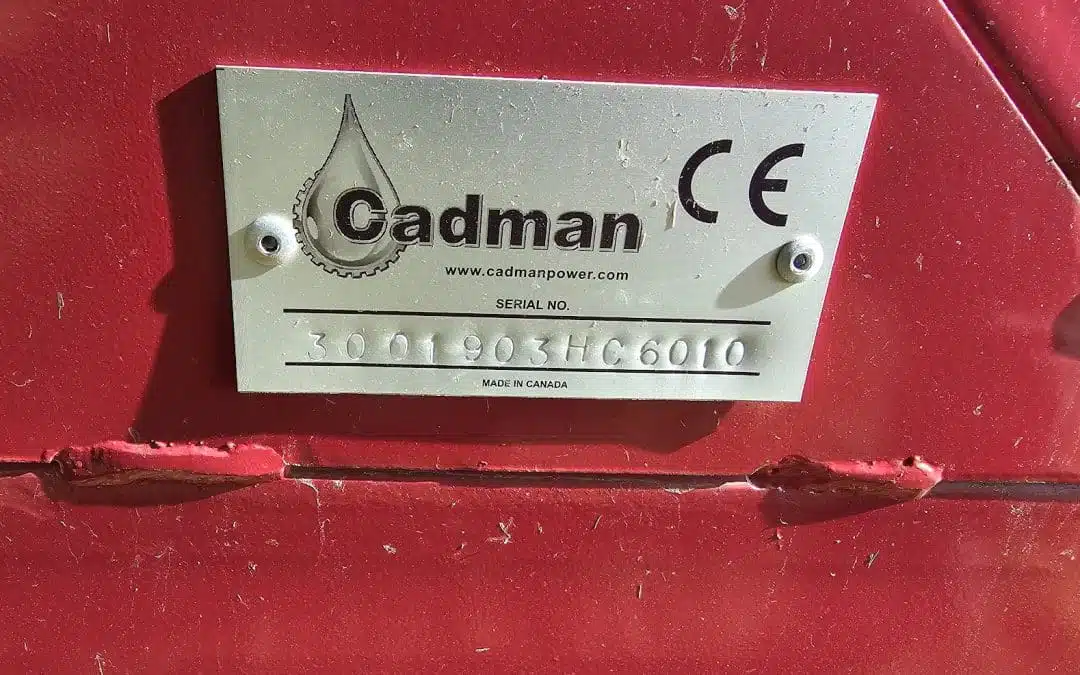 Cadman
CE
www.cadmanpower.com
SERIAL NO.
3001903HC6010
MADE IN CANADA